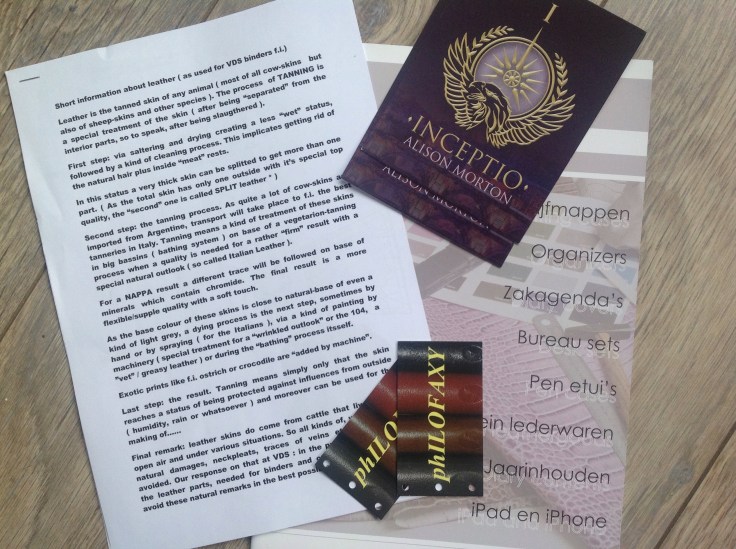 Short information about leather ( as used for VDS binders f.i.)
Leather is the tanned skin of any animal ( most of all cow-skins but
also of sheep-skins and other species ). The process of TANNING is
a special treatment of the skin ( after being “separated” from the
interior parts, so to speak, after being slaugthered ).
First step: via saltering and drying creating a less “wet” status,
followed by a kind of cleaning process. This implicates getting rid of
the natural hair plus inside “meat” rests.
In this status a very thick skin can be splitted to get more than one
part. ( As the total skin has only one outside with it’s special top
quality, the “second” one is called SPLIT leather “ )
Second step: the tanning process. As quite a lot of cow-skins are
imported from Argentine, transport will take place to f.i. the best
tanneries in Italy. Tanning means a kind of treatment of these skins
in big bassins ( bathing system ) on base of a vegetarion-tanning
process when a quality is needed for a rather “firm” result with a
special natural outlook ( so called Italian Leather ).
For a NAPPA result a different trace will be followed on base of
minerals which contain chromate. The final result is a more
flexible/supple quality with a soft touch.
As the base colour of these skins is close to natural-base of even a
kind of light grey, a dying process is the next step, sometimes by
hand or by spraying ( for the Italians ), via a kind of painting by
machinery ( special treatment for a “wrinkled outlook” or the 104, a
“vet” / greasy leather ) or during the “bathing” process itself.
Exotic prints like f.i. ostrich or crocodile are “added by machine”.
Last step: the result. Tanning means simply only that the skin
reaches a status of being protected against influences from outside
( humidity, rain or whatsoever ) and moreover can be used for the
making of......
Final remark: leather skins do come from cattle that
open air and under various situations. So all kinds of
natural damages, neckpleats, traces of veins
avoided. Our response on that at VDS : in the
the leather parts, needed for binders and
avoid these natural remarks in the best
I
INCEPTIO
ALISON MORTON
ALISON MORTON
jfmappen
Organizers
Zakagenda's
Bureau sets
Pen etui's
ein lederwaren
Jaarinhouden
iPad en iPhone
phILOFAXY
phILOFAX